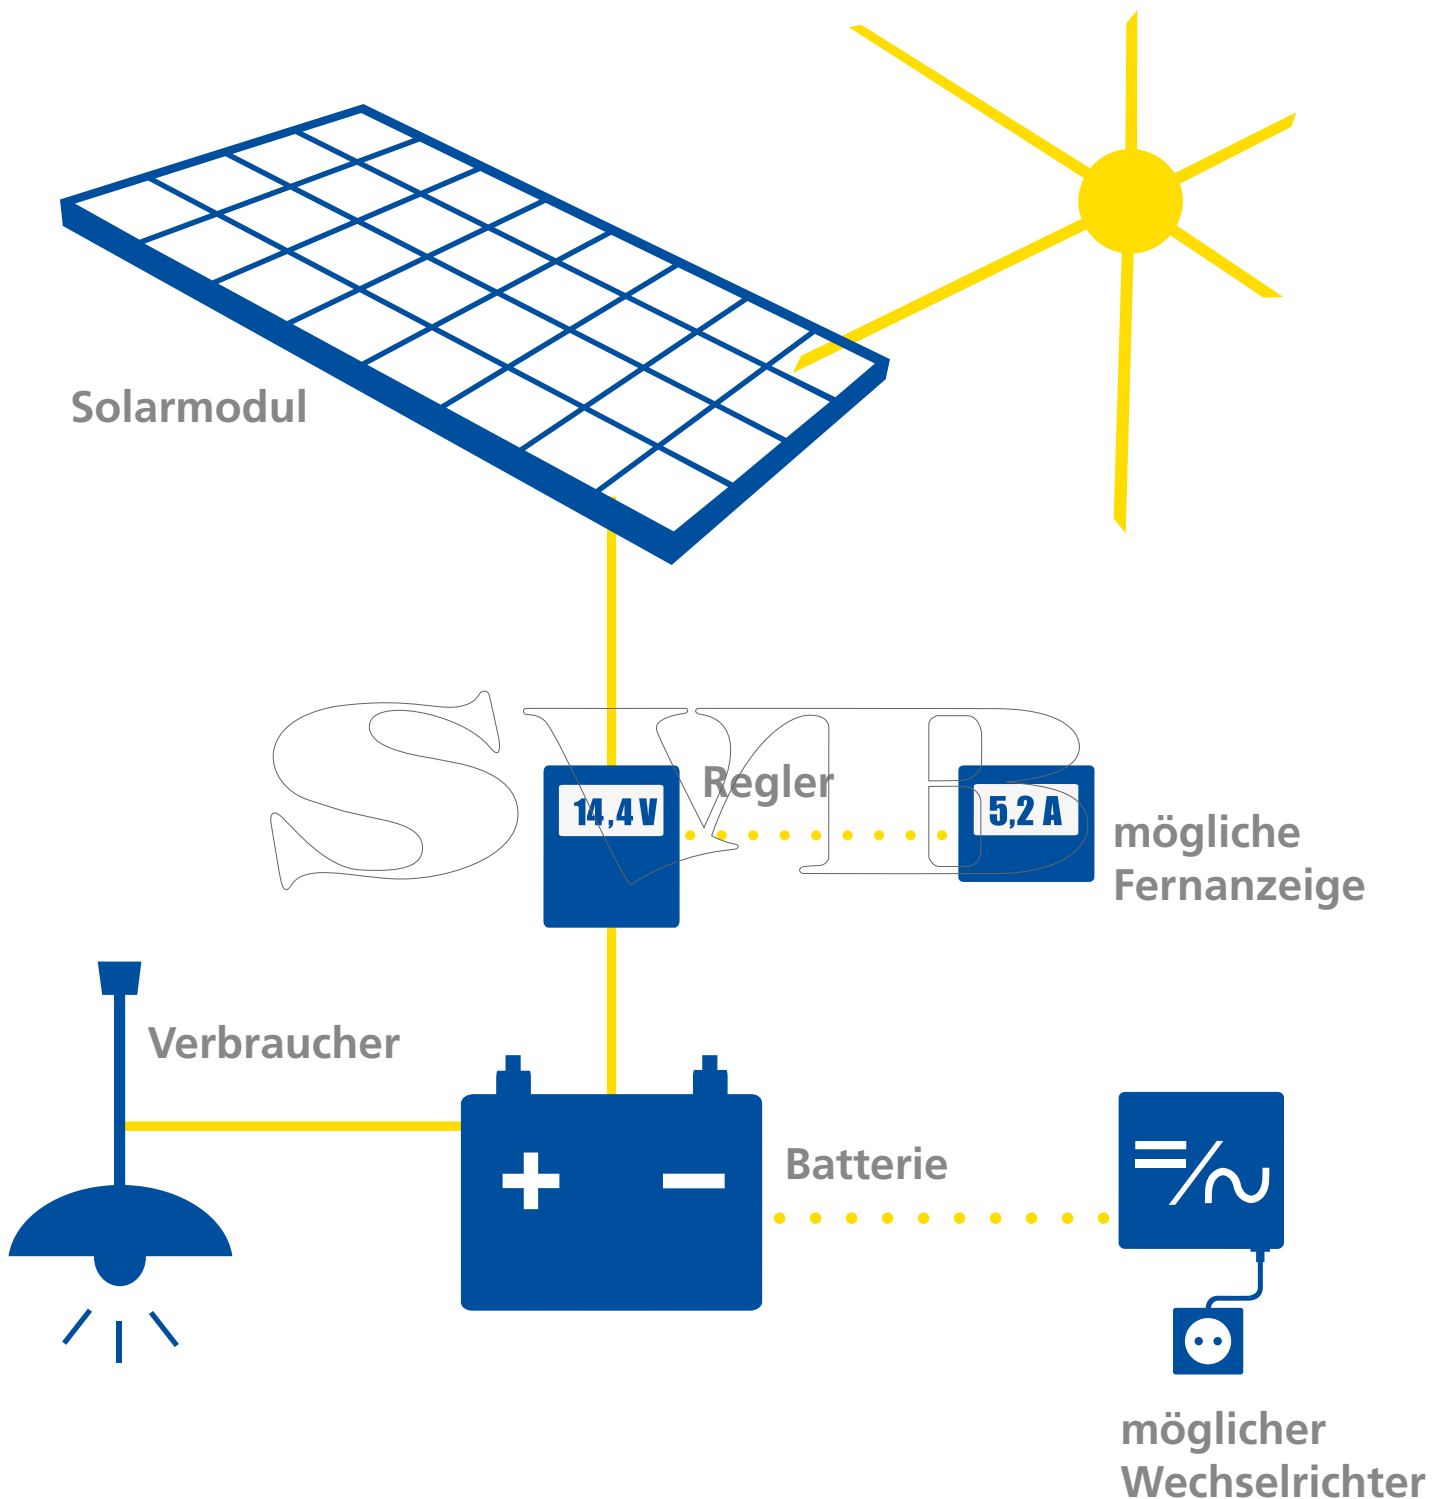 Solarmodul
SVB
Regler
14,4 V
5,2 A
mögliche
Fernanzeige
Verbraucher
Batterie
möglicher
Wechselrichter